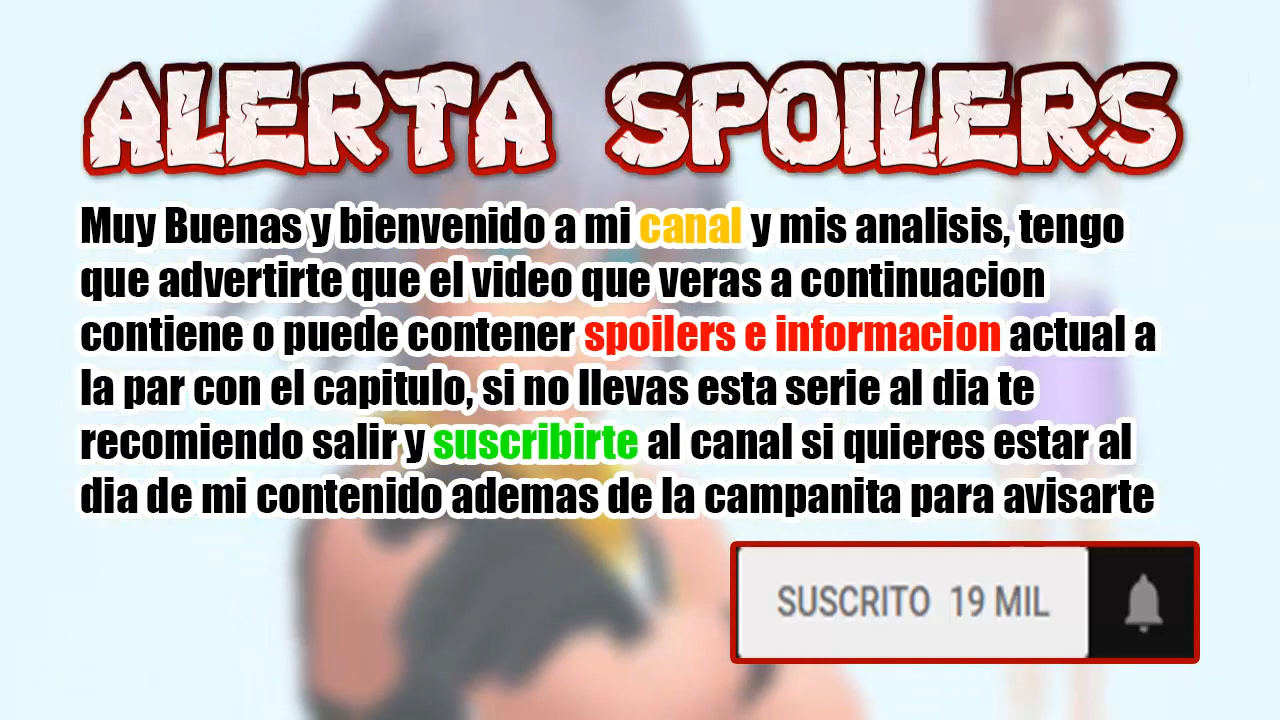 ALERTA SPOILERS
Muy Buenas y bienvenido a mi canal y mis analisis, tengo
que advertirte que el video que veras a continuacion
contiene o puede contener spoilers e informacion actual a
la par con el capitulo, si no llevas esta serie al dia te
recomiendo salir y suscribirte al canal si quieres estar al
dia de mi contenido ademas de la campanita para avisarte
SUSCRITO 19 MIL